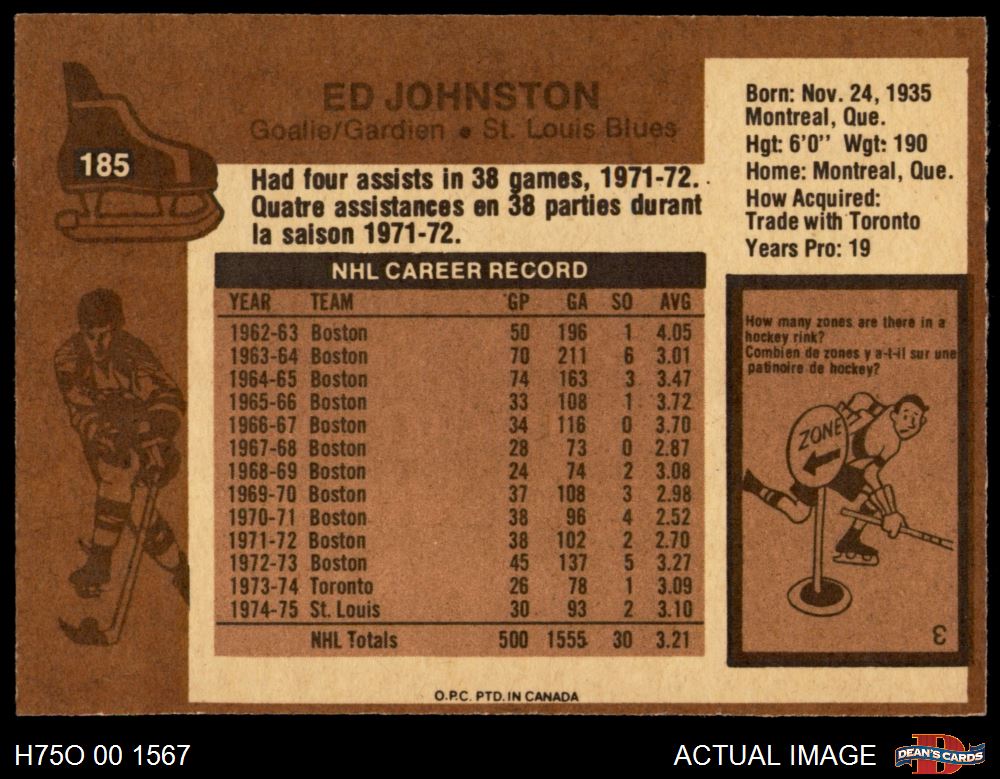 185
ED JOHNSTON
Goalie/Gardien • St. Louis Blues
Had four assists in 38 games, 1971-72.
Quatre assistances en 38 parties durant
la saison 1971-72.
Born: Nov. 24, 1935
Montreal, Que.
Hgt: 6'0'' Wgt: 190
Home: Montreal, Que.
How Acquired:
Trade with Toronto
Years Pro: 19
NHL CAREER RECORD
YEAR TEAM GP GA SO AVG
1962-63 Boston 50 196 1 4.05
1963-64 Boston 70 211 6 3.01
1964-65 Boston 74 163 3 3.47
1965-66 Boston 33 108 1 3.72
1966-67 Boston 34 116 0 3.70
1967-68 Boston 28 73 0 2.87
1968-69 Boston 24 74 2 3.08
1969-70 Boston 37 108 3 2.98
1970-71 Boston 38 96 4 2.52
1971-72 Boston 38 102 2 2.70
1972-73 Boston 45 137 5 3.27
1973-74 Toronto 26 78 1 3.09
1974-75 St. Louis 30 93 2 3.10
NHL Totals 500 1555 30 3.21
How many zones are there in a
hockey rink?
Combien de zones y a-t-il sur une
patinoire de hockey?
ZONE
3
O.P.C. PTD. IN CANADA
H75O 00 1567
ACTUAL IMAGE
DEAN'S CARDS